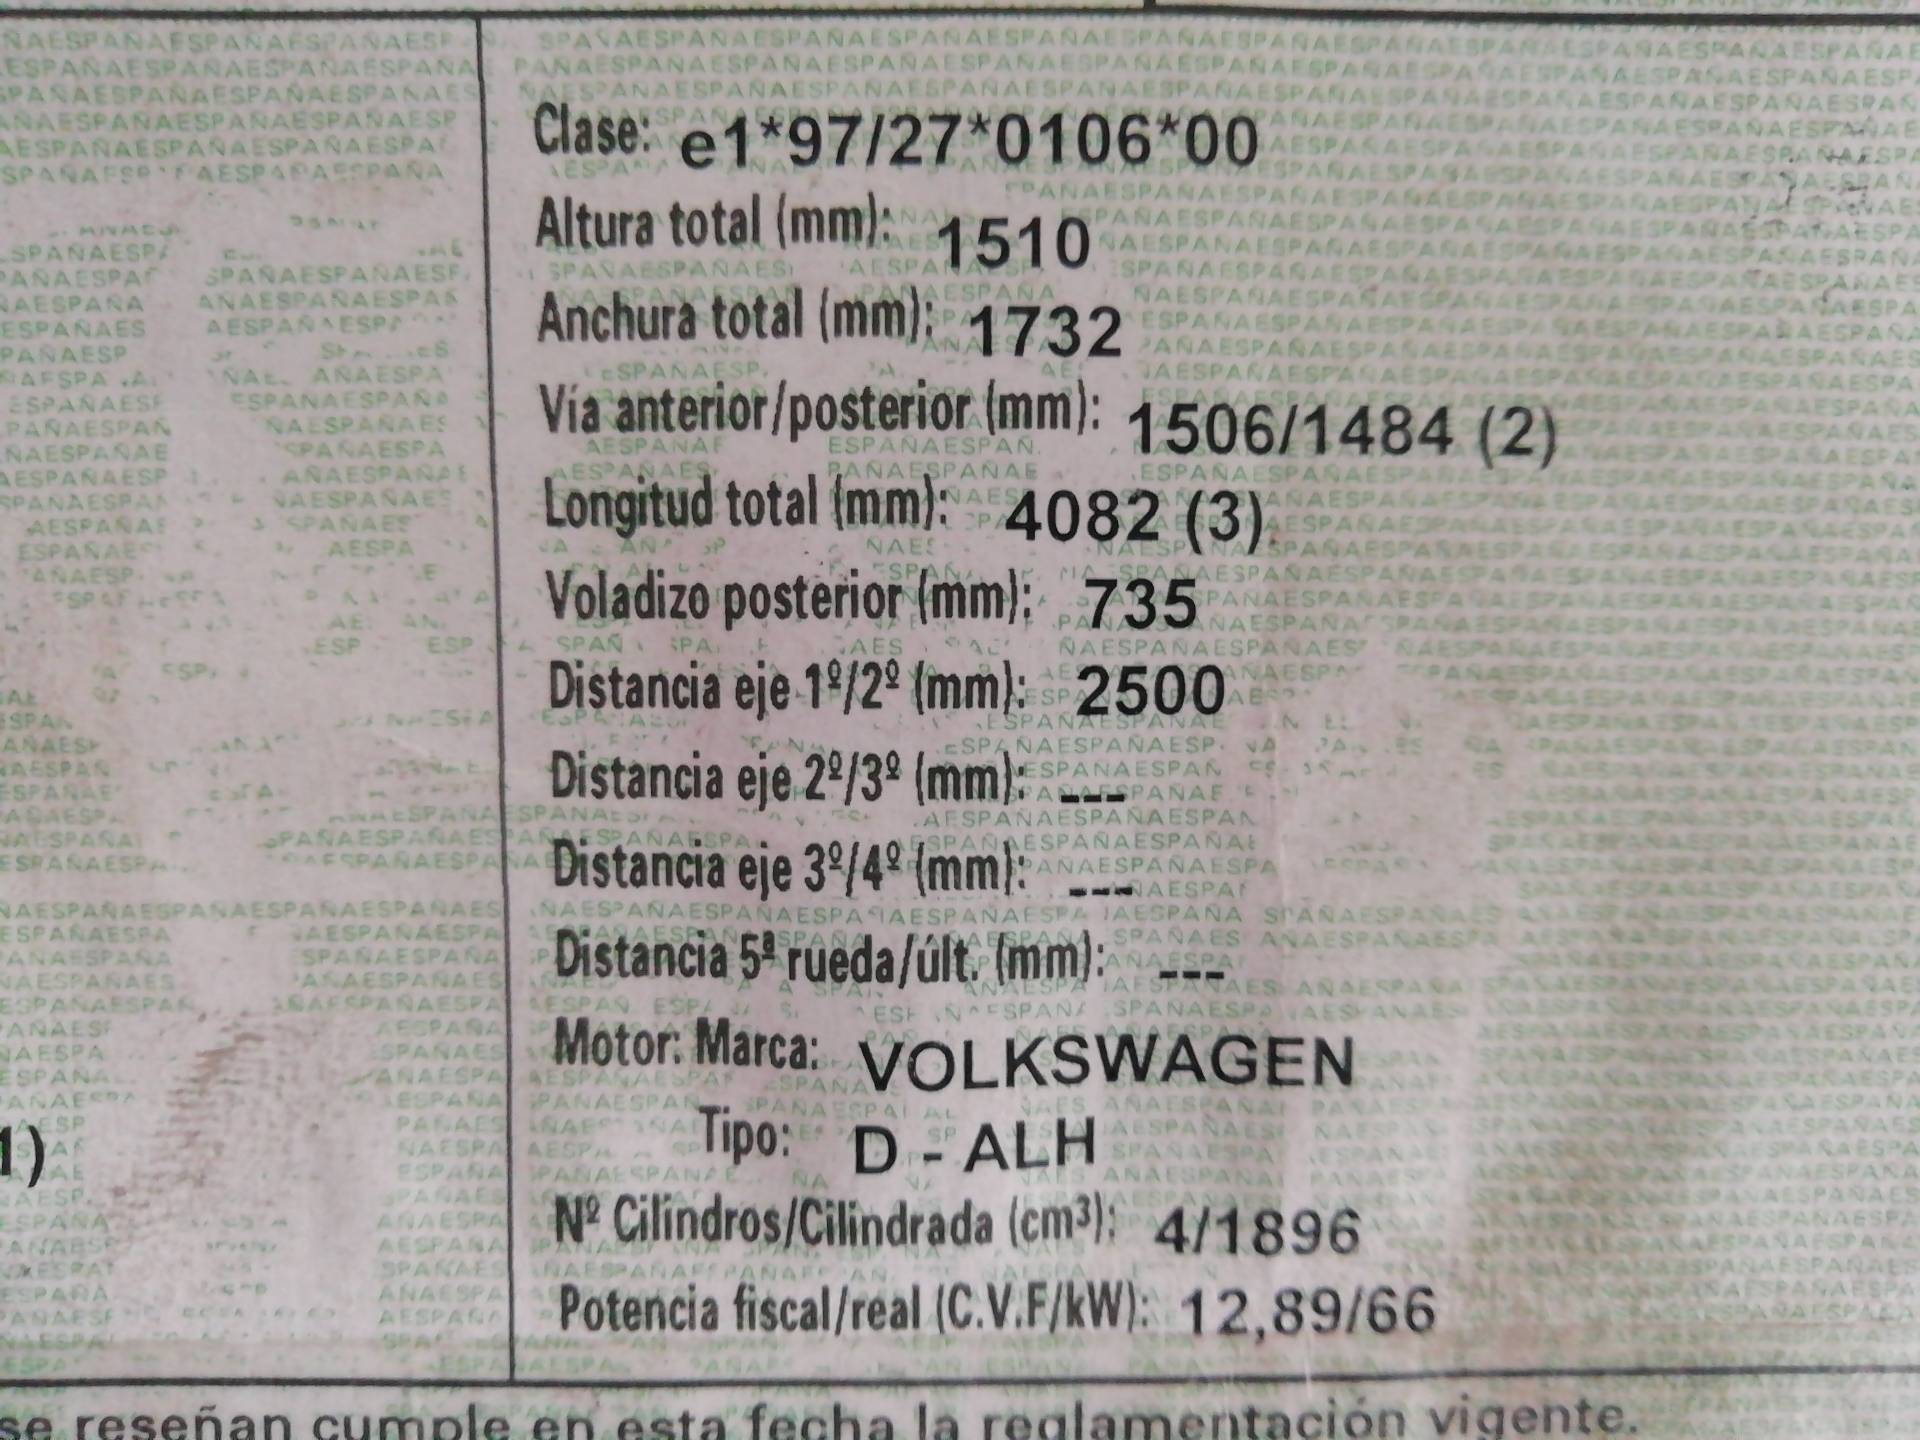 Clase: e1*97/27*0106*00
Altura total (mm): 1510
Anchura total (mm): 1732
Vía anterior/posterior (mm): 1506/1484 (2)
Longitud total (mm): 4082 (3)
Voladizo posterior (mm): 735
Distancia eje 1º/2º (mm): 2500
Distancia eje 2º/3º (mm): ---
Distancia eje 3º/4º (mm): ---
Distancia 5ª rueda/últ. (mm): ---
Motor: Marca: VOLKSWAGEN
Tipo: D - ALH
1)
Nº Cilindros/Cilindrada (cm³): 4/1896
Potencia fiscal/real (C.V.F/kW): 12,89/66
se reseñan cumple en esta fecha la reglamentación vigente.